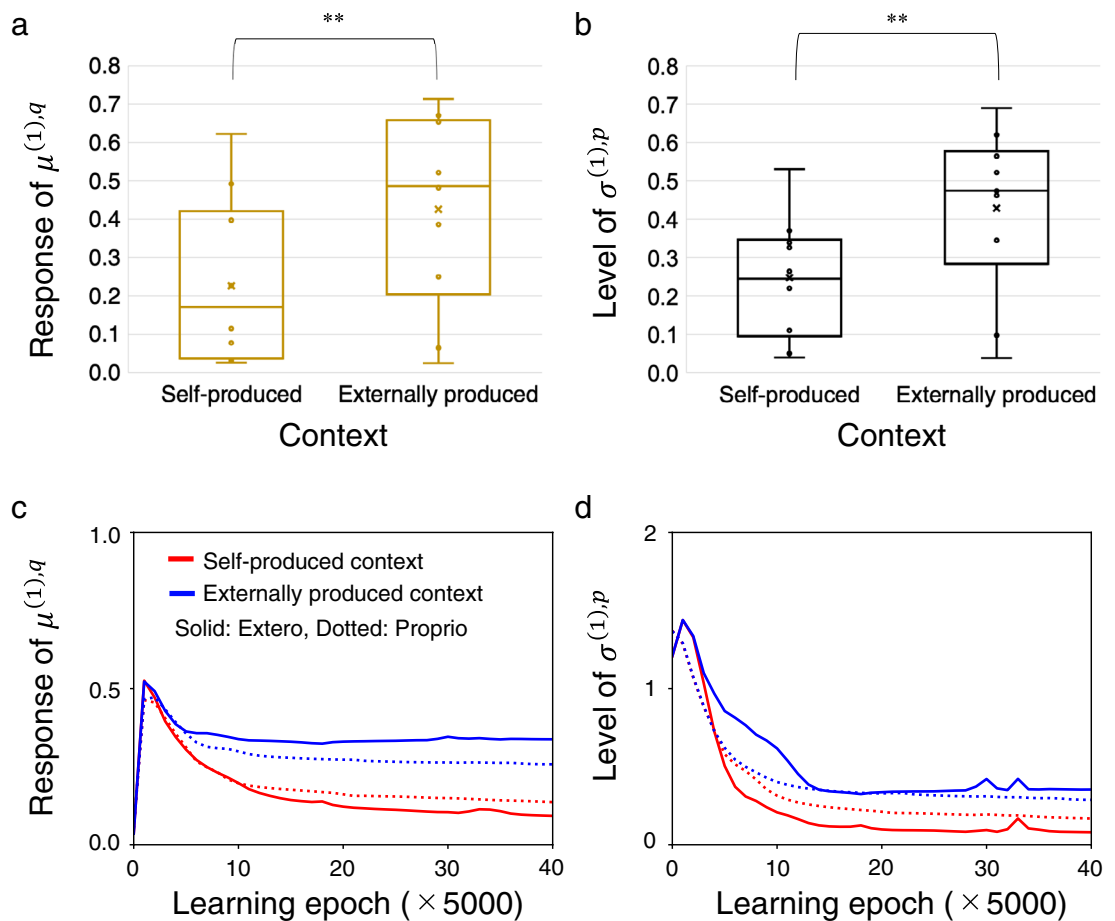 a
**
Response of μ^(1),q
0.8
0.7
0.6
0.5
0.4
0.3
0.2
0.1
0.0
Self-produced Externally produced
Context
b
**
Level of σ^(1),p
0.8
0.7
0.6
0.5
0.4
0.3
0.2
0.1
0.0
Self-produced Externally produced
Context
c
Response of μ^(1),q
1.0
0.5
0.0
Self-produced context
Externally produced context
Solid: Extero, Dotted: Proprio
0 10 20 30 40
Learning epoch (×5000)
d
Level of σ^(1),p
2
1
0
0 10 20 30 40
Learning epoch (×5000)